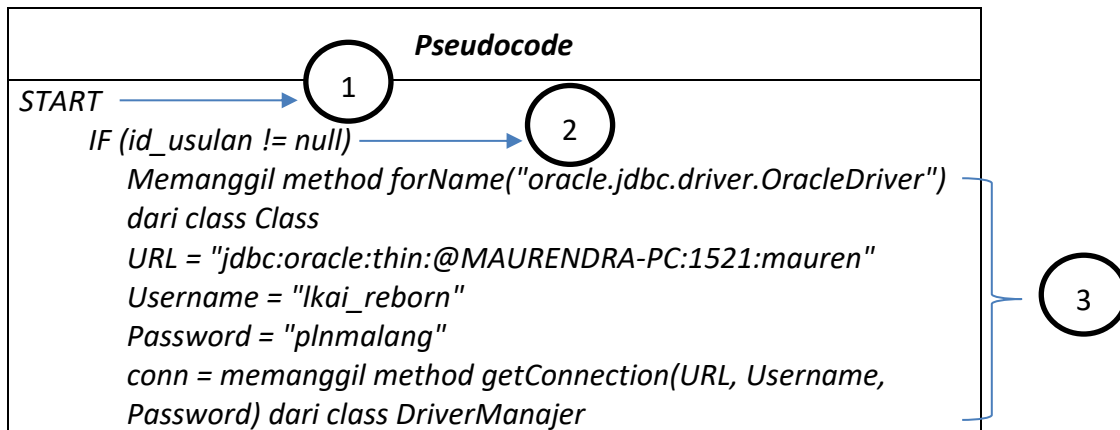 Pseudocode
START 1
IF (id_usulan != null) 2
Memanggil method forName("oracle.jdbc.driver.OracleDriver")
dari class Class
URL = "jdbc:oracle:thin:@MAURENDRA-PC:1521:mauren"
Username = "lkai_reborn"
3
Password = "plnmalang"
conn = memanggil method getConnection(URL, Username,
Password) dari class DriverManajer